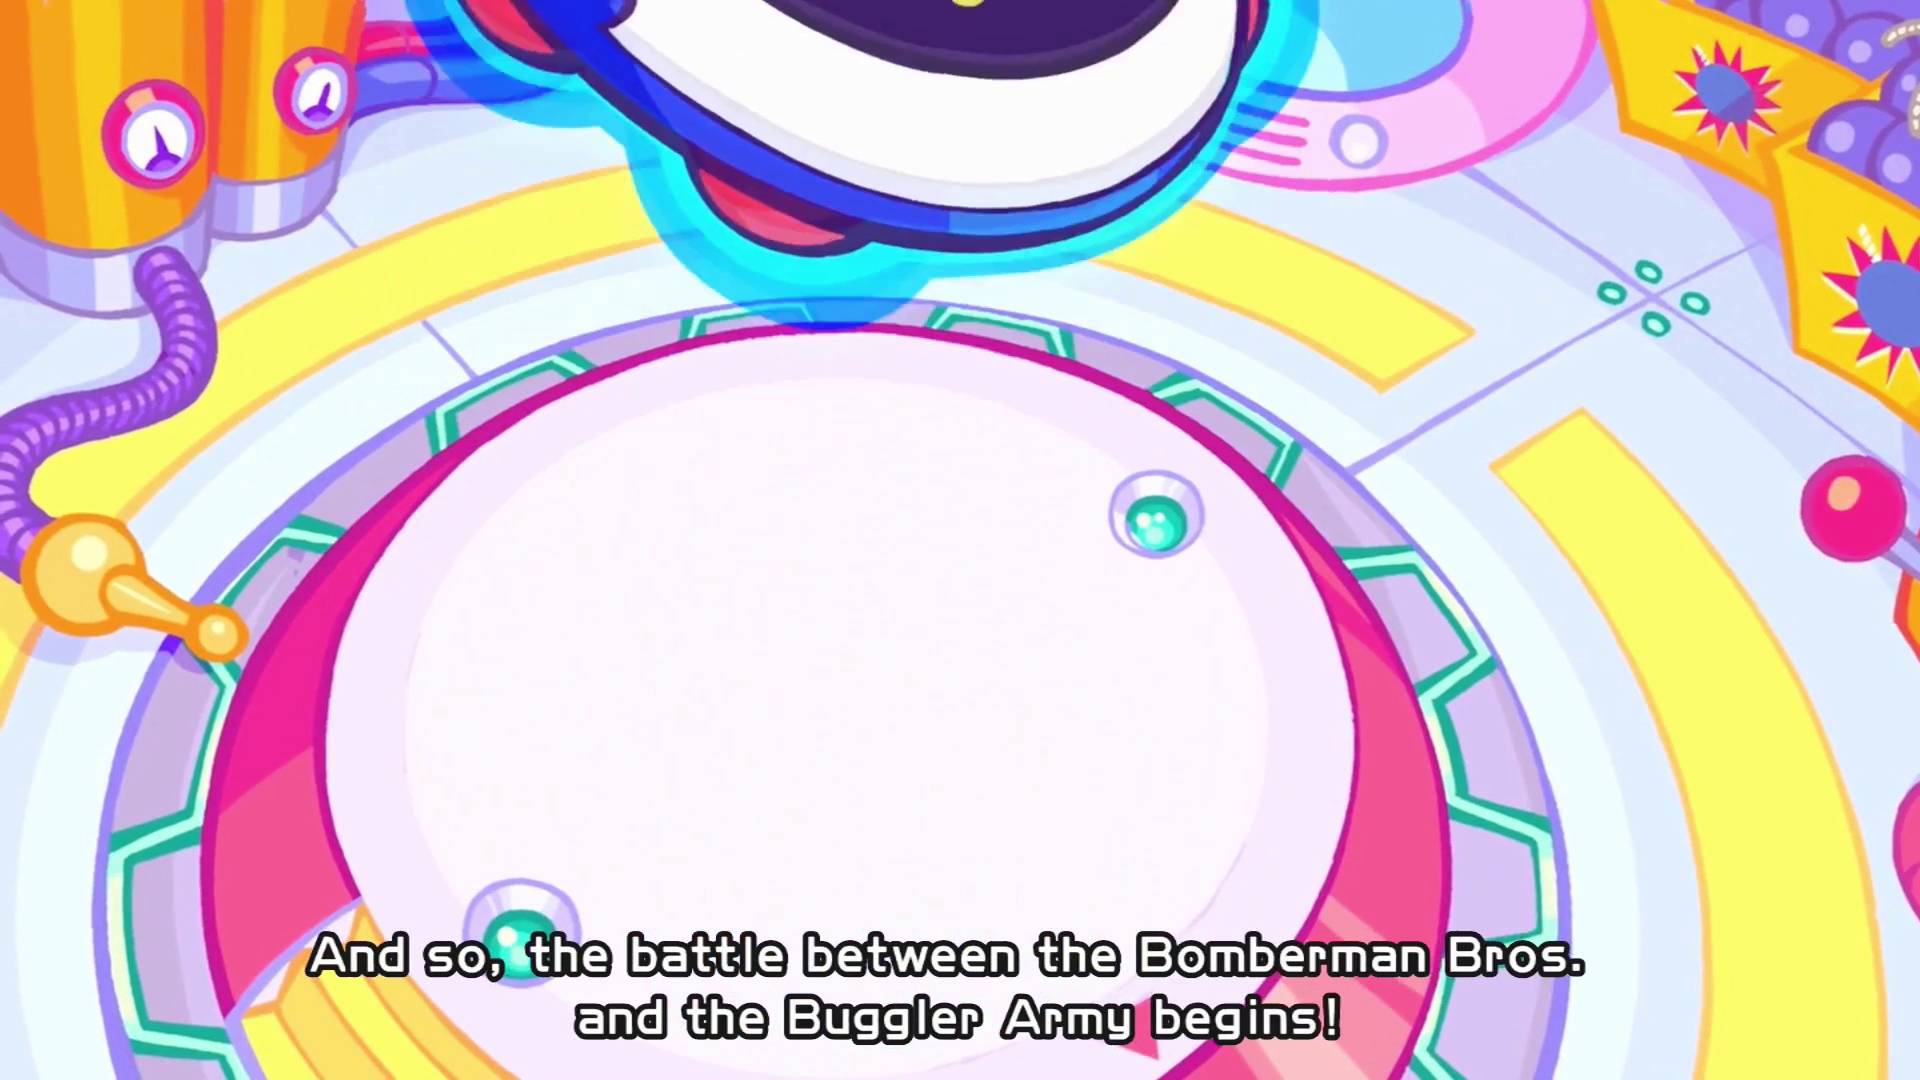 And so, the battle between the Bomberman Bros.
and the Buggler Army begins!